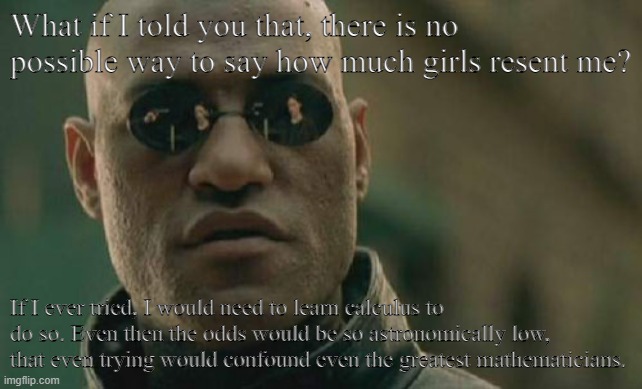 What if I told you that, there is no
possible way to say how much girls resent me?
If I ever tried, I would need to learn calculus to
do so. Even then the odds would be so astronomically low,
that even trying would confound even the greatest mathematicians.
imgflip.com